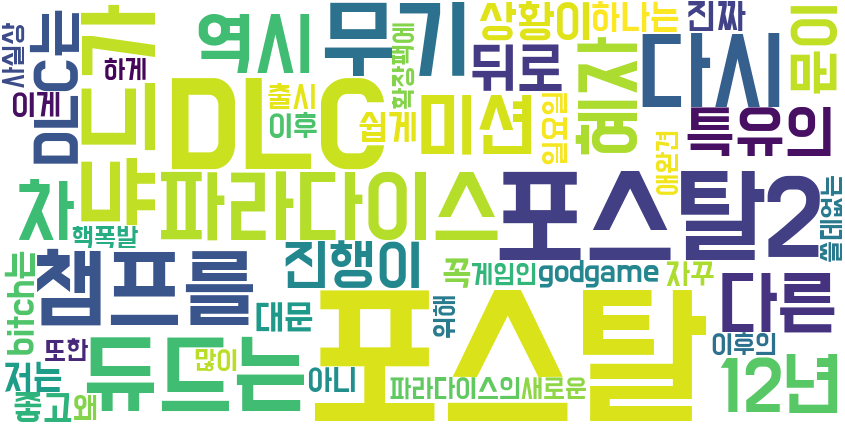 사실상
DLC는
이게
하게
냐
드디가
역시
무기
상황이
하나는
진짜
이유
DLC
출시
이후
쉽게
확장팩에
뒤로
미션
일요일
혜자
다시
애완견
특유의
차
핵폭발
파라다이스
포스탈2
쓸데없는
bitch는
챔프를
진행이
꼭
게임인
godgame
자꾸
다른
대문
위해
이후의
또한
저는
좋고
왜
듀드는
많이
아니
포스탈
파라다이스의
새로운
12년